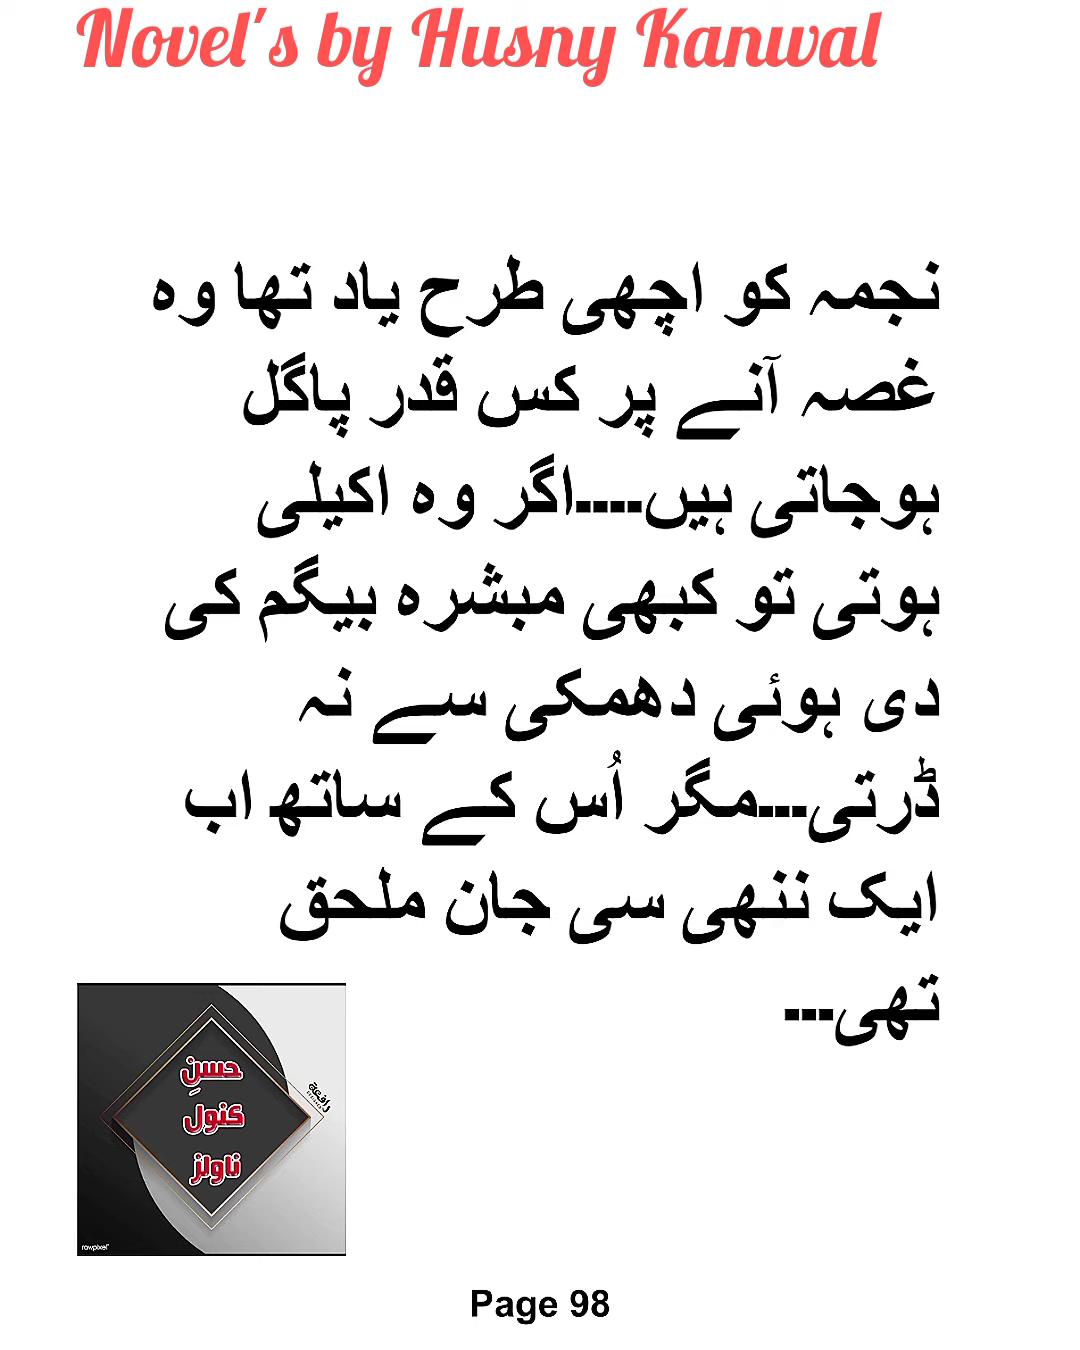 Novel's by Husny Kanwal
نجمہ کو اچھی طرح یاد تھا وہ
غصہ آنے پر کس قدر پاگل
ہوجاتی ہیں....اگر وہ اکیلی
ہوتی تو کبھی مبشرہ بیگم کی
دی ہوئی دھمکی سے نہ
ڈرتی...مگر اُس کے ساتھ اب
ایک ننھی سی جان ملحق
تھی...
حسنِ
کنول
ناولز
rawpixel
Page 98